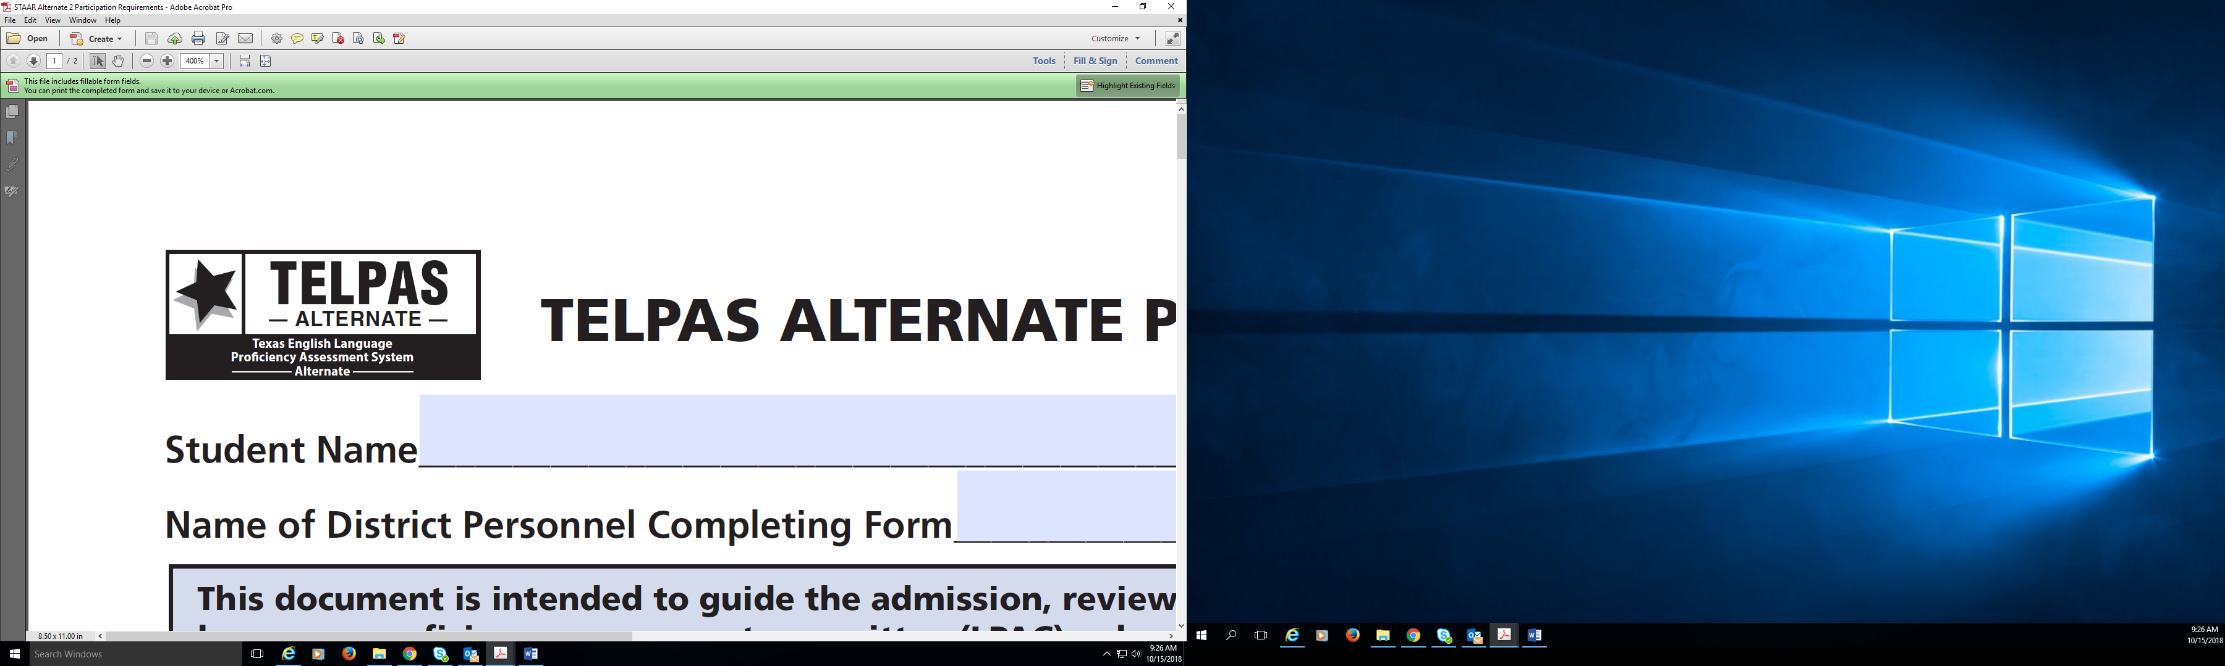 STAAR Alternate 2 Participation Requirements - Adobe Acrobat Pro
File Edit View Window Help
Open Create Customize
1 / 2 400% Tools Fill & Sign Comment
This file includes fillable form fields.
You can print the completed form and save it to your device or Acrobat.com.
Highlight Existing Fields
TELPAS
— ALTERNATE —
Texas English Language
Proficiency Assessment System
Alternate
TELPAS ALTERNATE P
Student Name
Name of District Personnel Completing Form
This document is intended to guide the admission, review
8.50 x 11.00 in
Search Windows
9:26 AM
10/15/2018
9:26 AM
10/15/2018